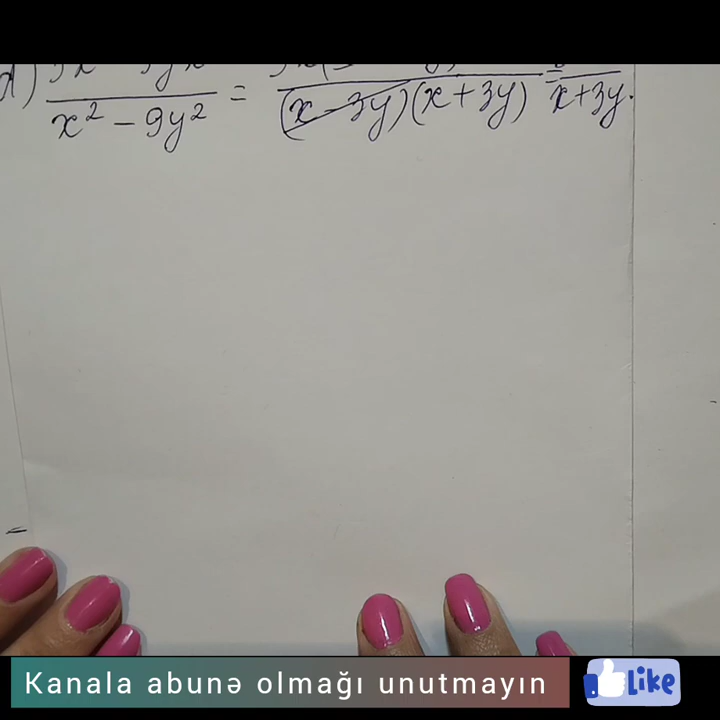 x² − 9y² = (x − 3y)(x + 3y) = x + 3y.
Kanala abunə olmağı unutmayın
Like